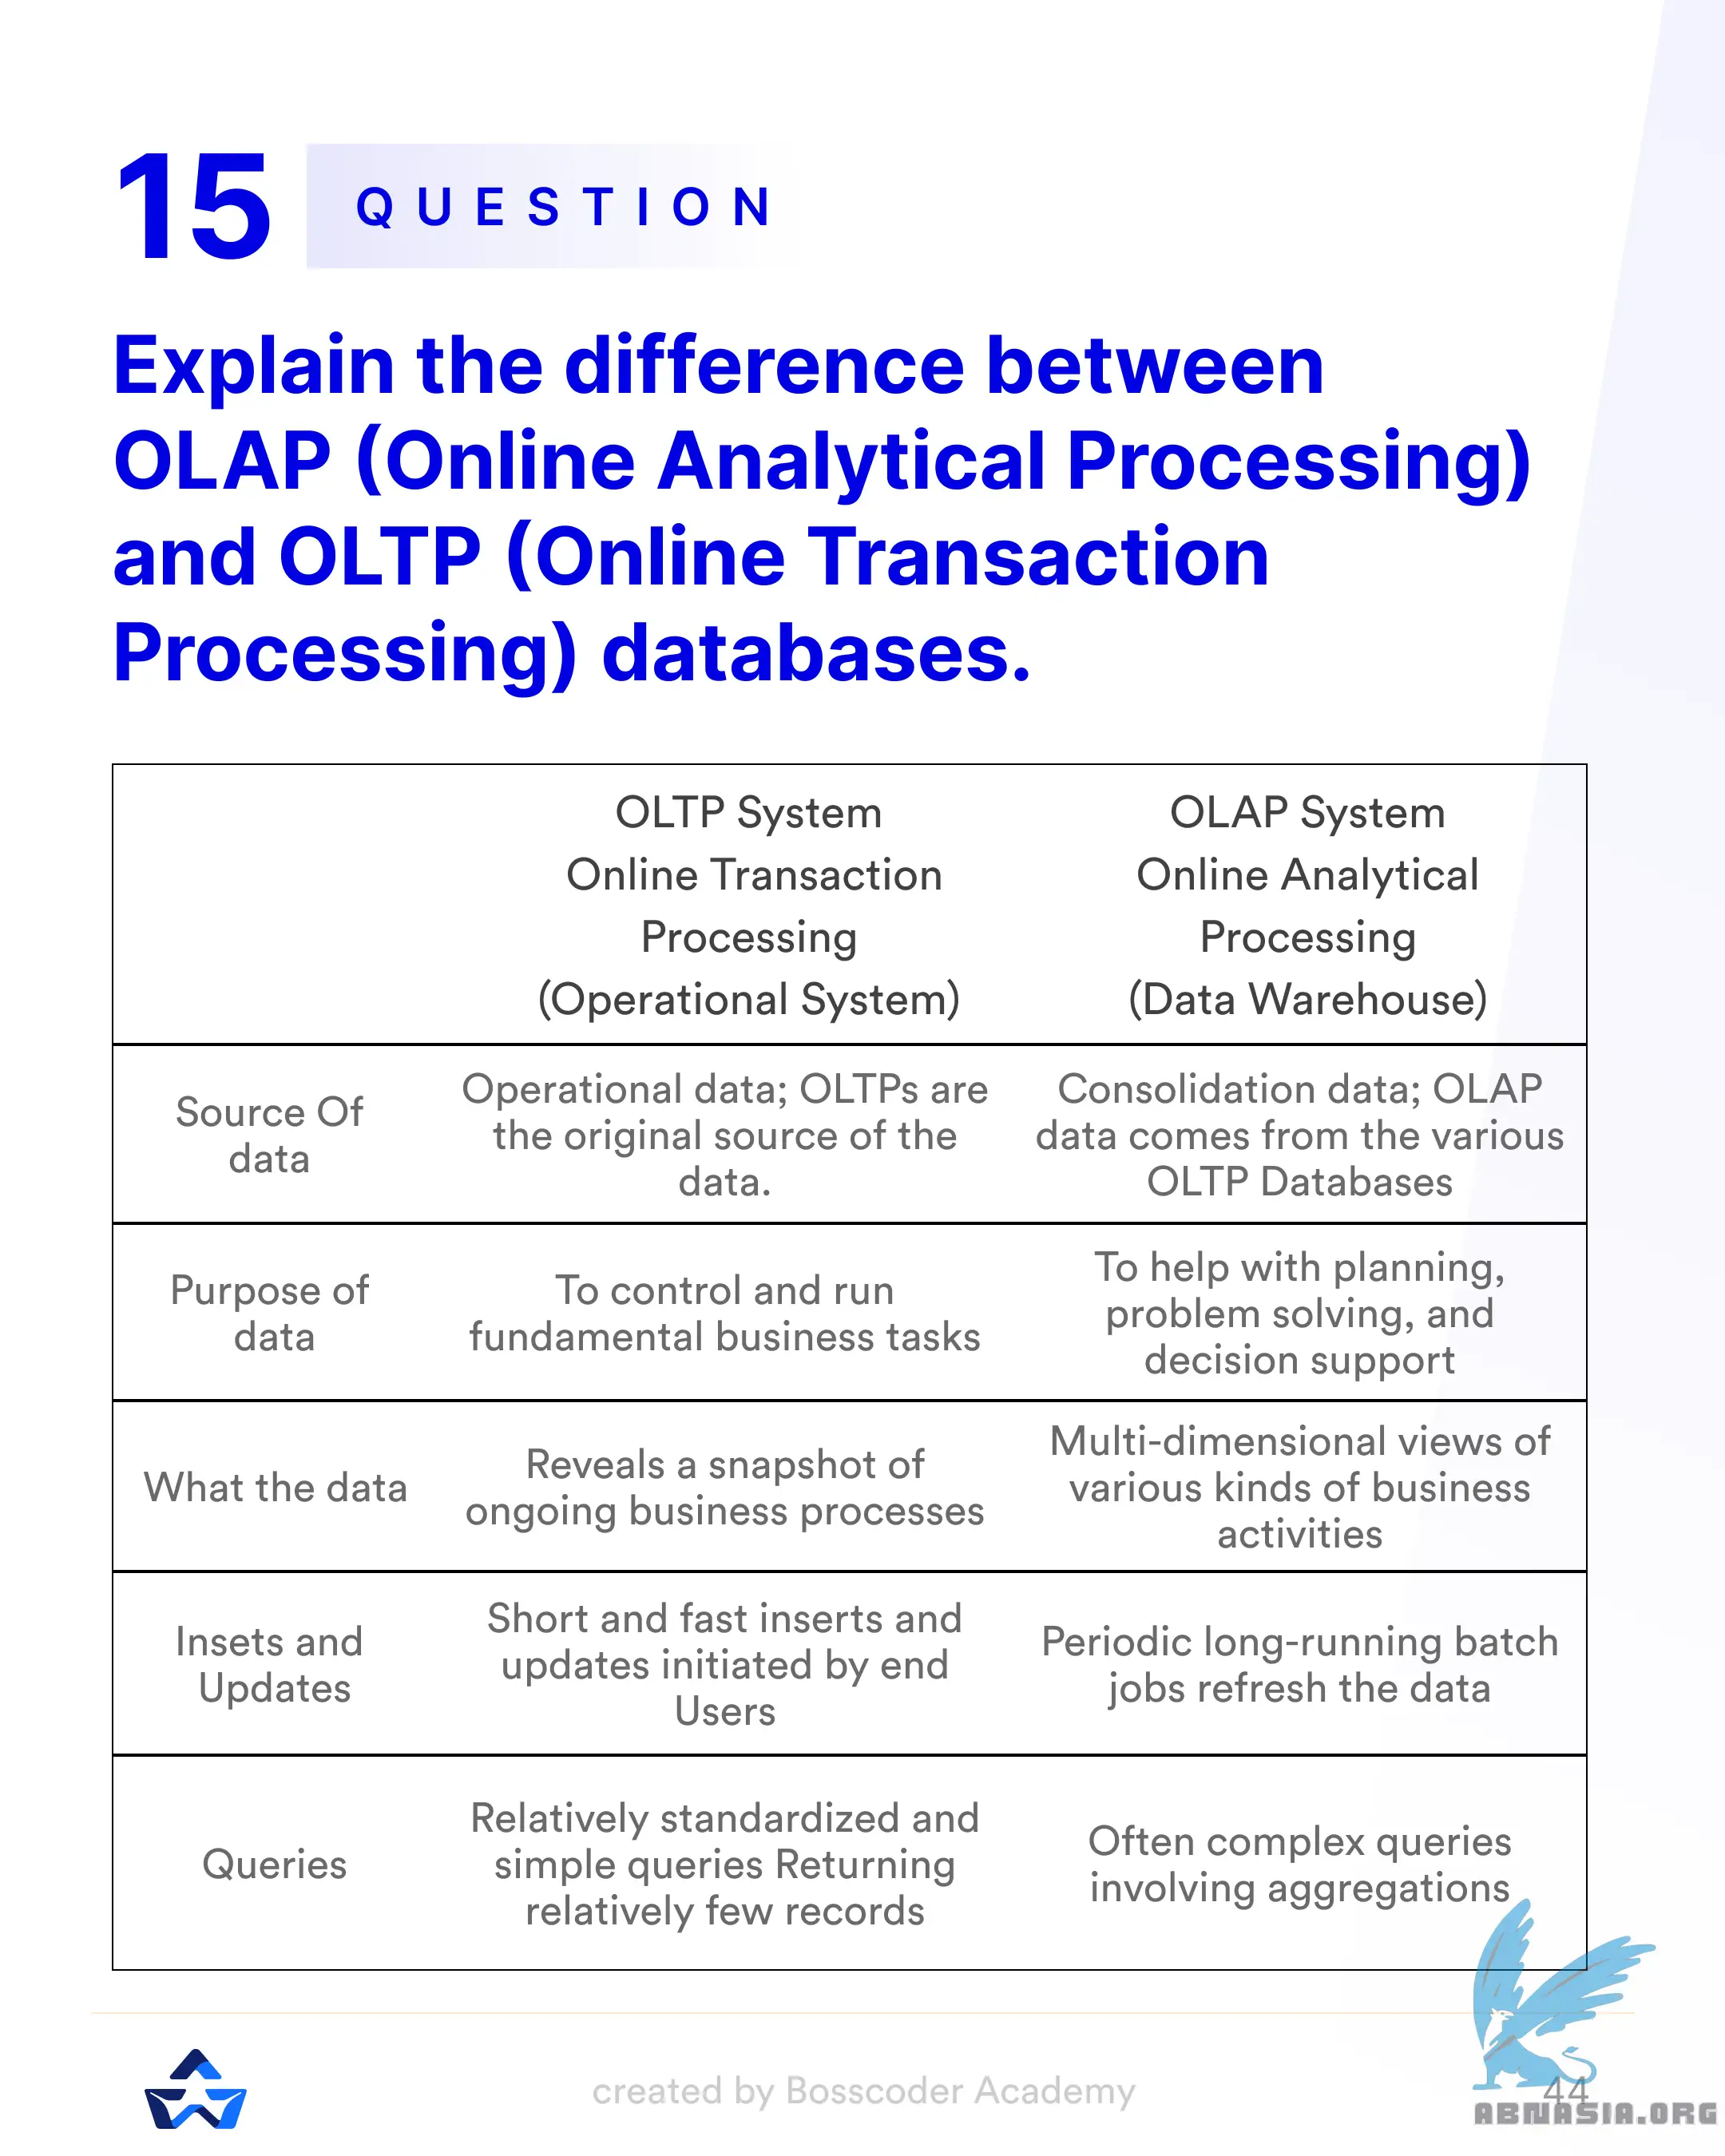 15
QUESTION
Explain the difference between
OLAP (Online Analytical Processing)
and OLTP (Online Transaction
Processing) databases.
OLTP System
Online Transaction
Processing
(Operational System)
OLAP System
Online Analytical
Processing
(Data Warehouse)
Source Of
data
Operational data; OLTPs are
the original source of the
data.
Consolidation data; OLAP
data comes from the various
OLTP Databases
Purpose of
data
To control and run
fundamental business tasks
To help with planning,
problem solving, and
decision support
What the data
Reveals a snapshot of
ongoing business processes
Multi-dimensional views of
various kinds of business
activities
Insets and
Updates
Short and fast inserts and
updates initiated by end
Users
Periodic long-running batch
jobs refresh the data
Queries
Relatively standardized and
simple queries Returning
relatively few records
Often complex queries
involving aggregations
created by Bosscoder Academy
44
ABNASIA.ORG